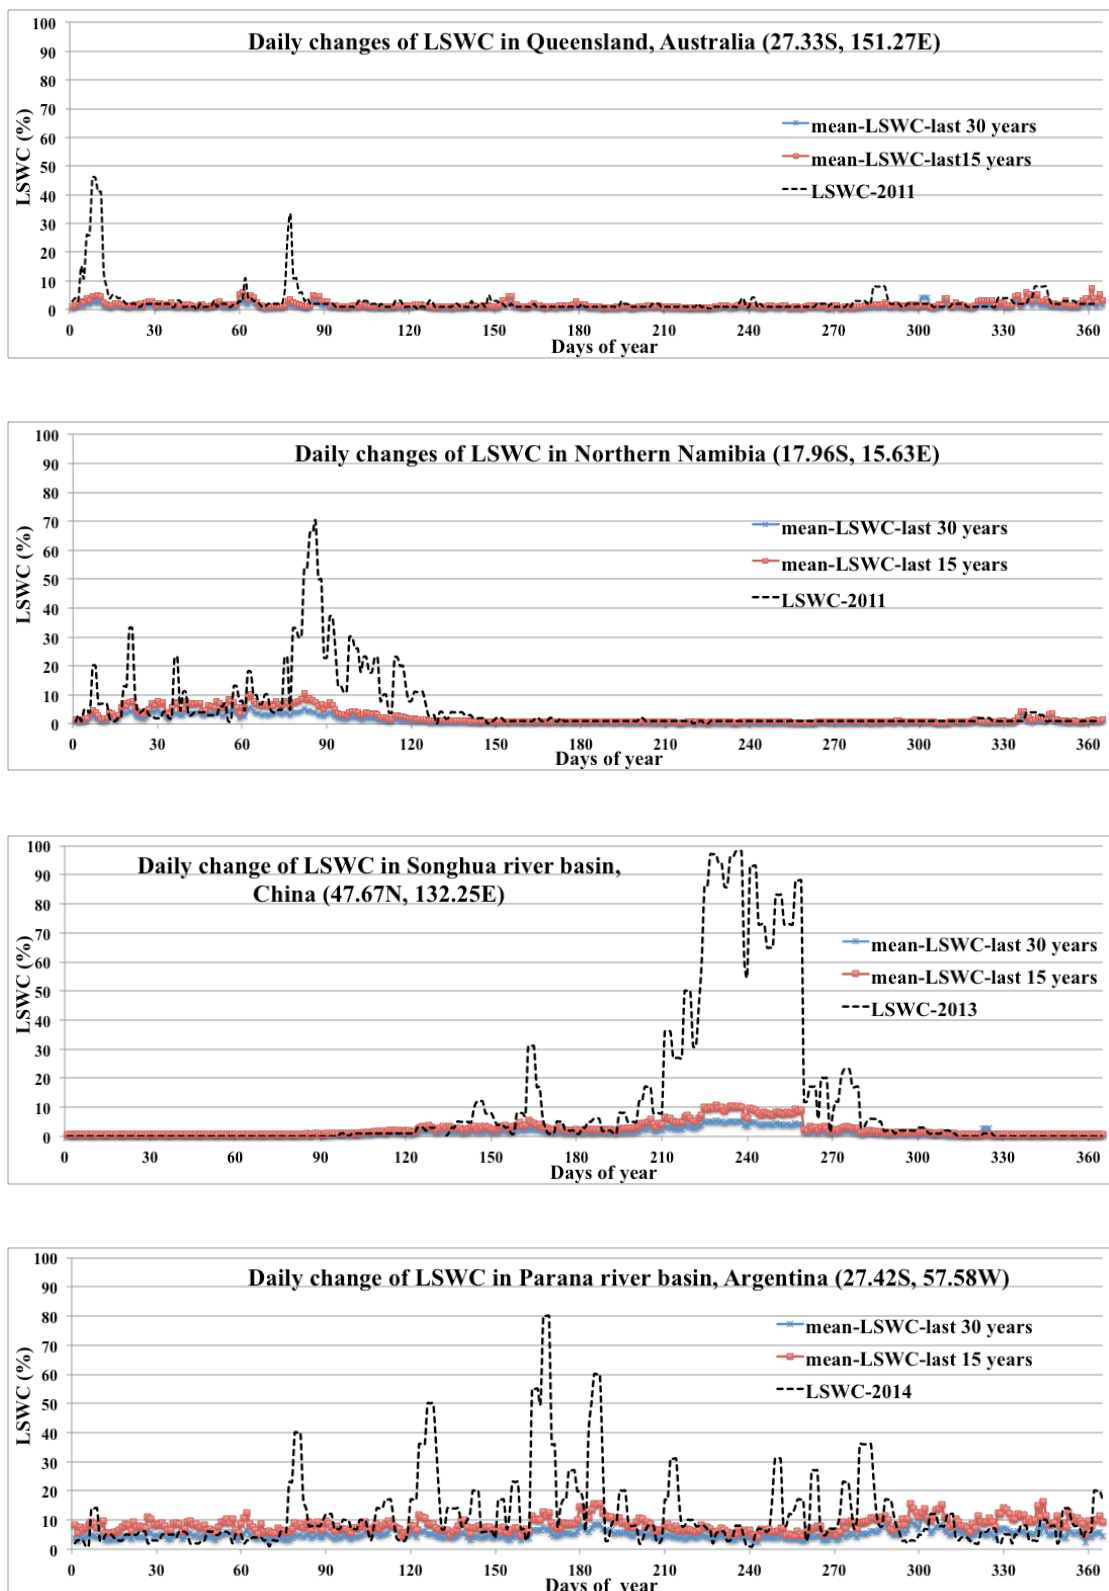 Daily changes of LSWC in Queensland, Australia (27.33S, 151.27E)
LSWC (%)
100
90
80
70
60
50
40
30
20
10
0
mean-LSWC-last 30 years
mean-LSWC-last15 years
LSWC-2011
0 30 60 90 120 150 180 210 240 270 300 330 360
Days of year
Daily changes of LSWC in Northern Namibia (17.96S, 15.63E)
LSWC (%)
100
90
80
70
60
50
40
30
20
10
0
mean-LSWC-last 30 years
mean-LSWC-last 15 years
LSWC-2011
0 30 60 90 120 150 180 210 240 270 300 330 360
Days of year
Daily change of LSWC in Songhua river basin,
China (47.67N, 132.25E)
LSWC (%)
100
90
80
70
60
50
40
30
20
10
0
mean-LSWC-last 30 years
mean-LSWC-last 15 years
LSWC-2013
0 30 60 90 120 150 180 210 240 270 300 330 360
Days of year
Daily change of LSWC in Parana river basin, Argentina (27.42S, 57.58W)
LSWC (%)
100
90
80
70
60
50
40
30
20
10
0
mean-LSWC-last 30 years
mean-LSWC-last 15 years
LSWC-2014
0 30 60 90 120 150 180 210 240 270 300 330 360
Days of year